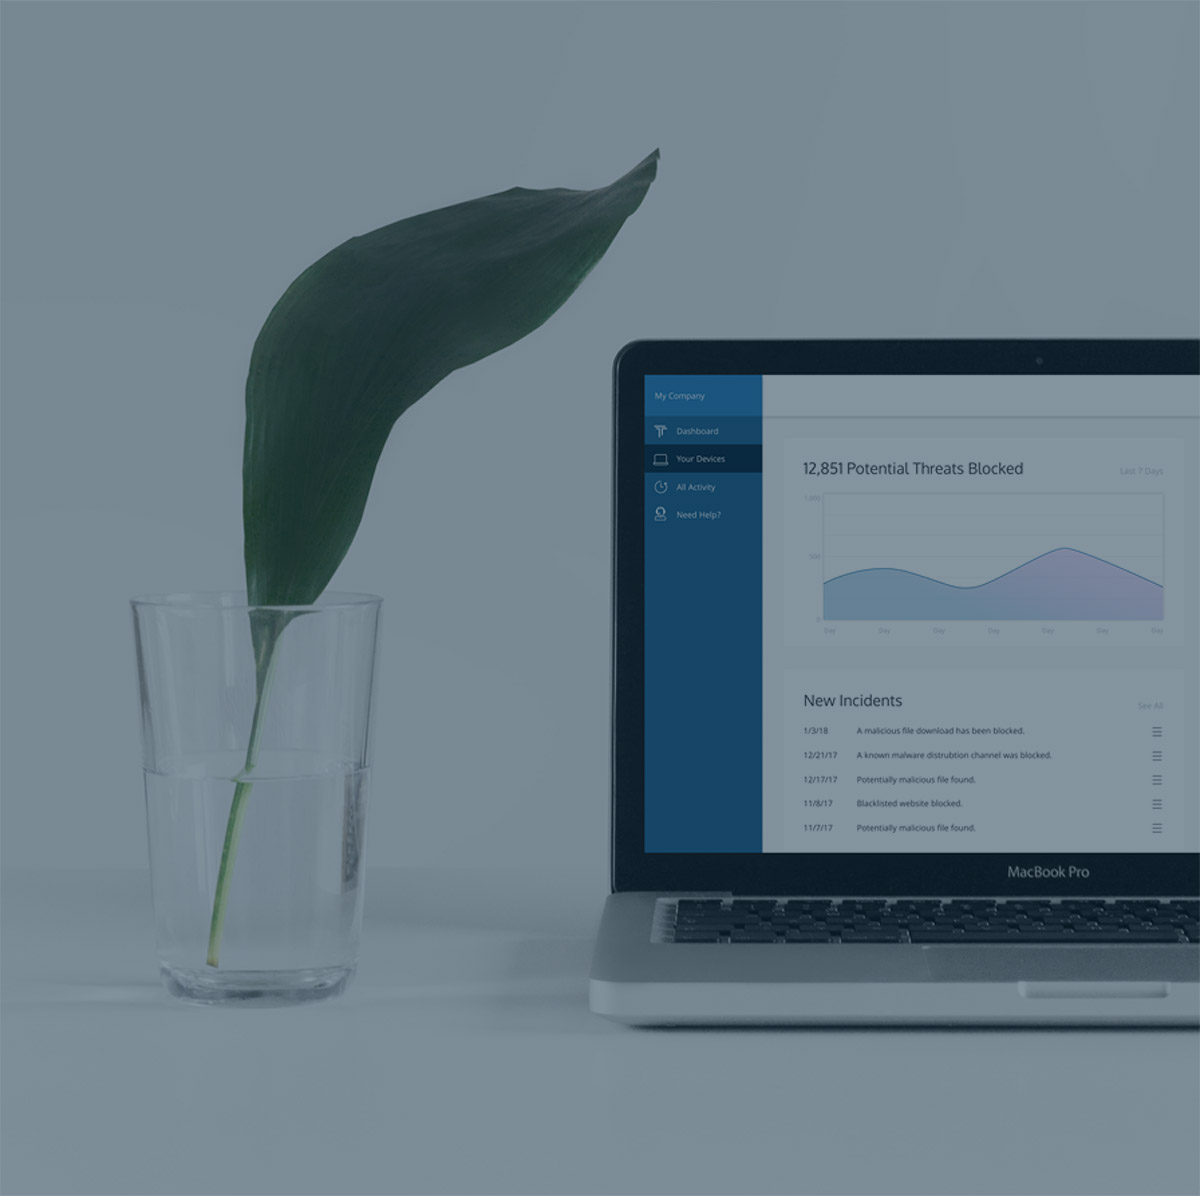 My Company
Dashboard
Your Devices
All Activity
Need Help?
12,851 Potential Threats Blocked
Last 7 Days
1,000
500
0
Day Day Day Day Day Day Day
New Incidents
See All
1/3/18 A malicious file download has been blocked.
12/21/17 A known malware distrubtion channel was blocked.
12/17/17 Potentially malicious file found.
11/8/17 Blacklisted website blocked.
11/7/17 Potentially malicious file found.
MacBook Pro